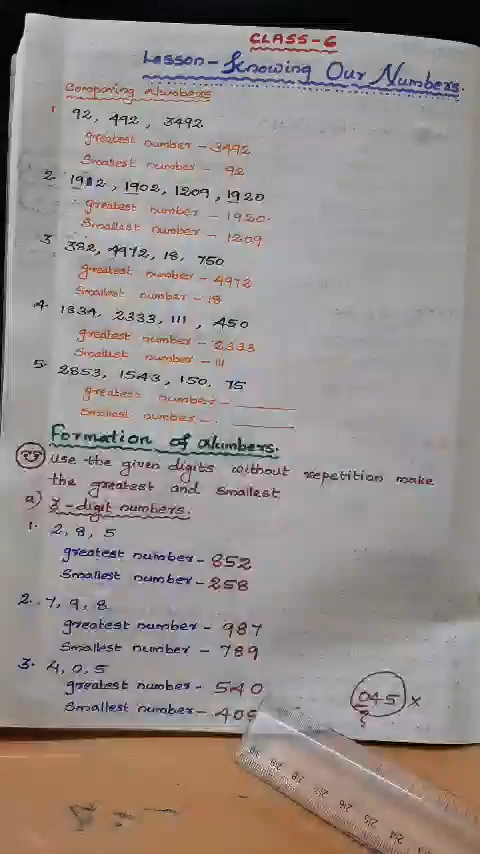 CLASS-6
Lesson - Knowing Our Numbers.
Comparing Numbers
1. 92, 492, 3492
greatest number - 3492
Smallest number - 92
2. 1902, 1209, 1920
greatest number - 1920.
Smallest number - 1209
3. 382, 4972, 18, 750
greatest number - 4972
Smallest number - 18
4. 1834, 2333, 111, 450
greatest number - 2333
Smallest number - 111
5. 2853, 1543, 150, 75
greatest number - ______
Smallest number - ______
Formation of Numbers.
use the given digits without repetition make
the greatest and smallest
a) 3-digit numbers.
1. 2, 8, 5
greatest number - 852
Smallest number - 258
2. 7, 9, 8
greatest number - 987
Smallest number - 789
3. 4, 0, 5
greatest number - 540
045 ×
Smallest number - 405